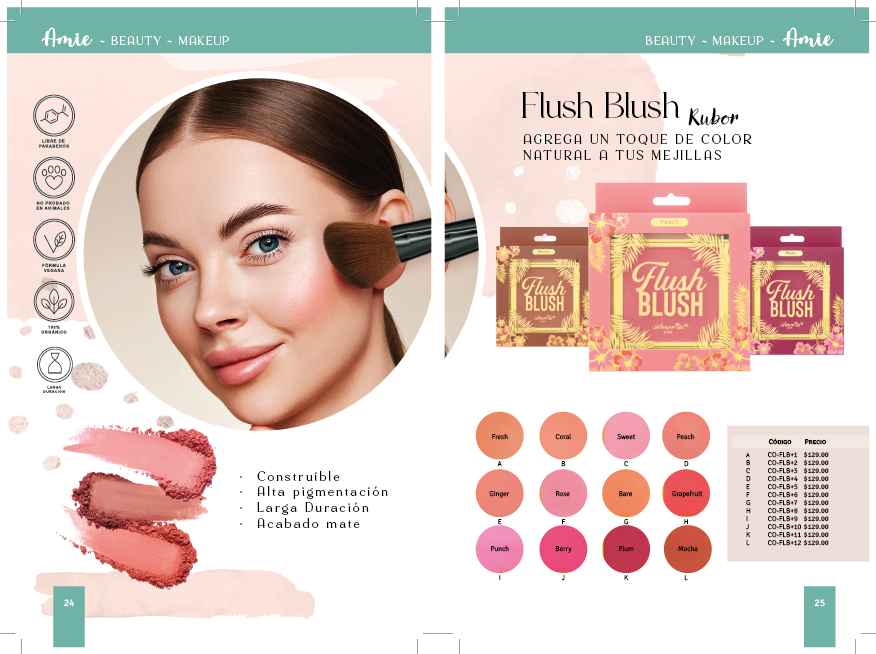 Amie ~ BEAUTY ~ MAKEUP
LIBRE DE
PARABENOS
NO PROBADO
EN ANIMALES
FÓRMULA
VEGANA
100%
ORGÁNICO
LARGA
DURACIÓN
· Construible
· Alta pigmentación
· Larga Duración
· Acabado mate
24
BEAUTY ~ MAKEUP ~ Amie
Flush Blush Rubor
AGREGA UN TOQUE DE COLOR
NATURAL A TUS MEJILLAS
Mocha
Flush
BLUSH
Peach
Flush
BLUSH
Amor Us
USA
Plum
Flush
BLUSH
Fresh Coral Sweet Peach
A B C D
Ginger Rose Bare Grapefruit
E F G H
Punch Berry Plum Mocha
I J K L
CÓDIGO PRECIO
A CO-FLB+1 $129.00
B CO-FLB+2 $129.00
C CO-FLB+3 $129.00
D CO-FLB+4 $129.00
E CO-FLB+5 $129.00
F CO-FLB+6 $129.00
G CO-FLB+7 $129.00
H CO-FLB+8 $129.00
I CO-FLB+9 $129.00
J CO-FLB+10 $129.00
K CO-FLB+11 $129.00
L CO-FLB+12 $129.00
25